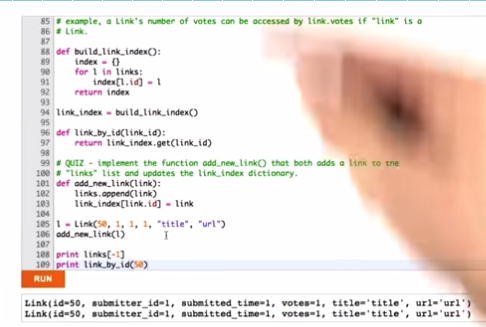 85 # example, a Link's number of votes can be accessed by link.votes if "link" is a
86 # Link.
87
88 def build_link_index():
89     index = {}
90     for l in links:
91         index[l.id] = l
92     return index
93
94 link_index = build_link_index()
95
96 def link_by_id(link_id):
97     return link_index.get(link_id)
98
99 # QUIZ - implement the function add_new_link() that both adds a link to the
100 # "links" list and updates the link_index dictionary.
101 def add_new_link(link):
102     links.append(link)
103     link_index[link.id] = link
104
105 l = Link(50, 1, 1, 1, "title", "url")
106 add_new_link(l)
107
108 print links[-1]
109 print link_by_id(50)
RUN
Link(id=50, submitter_id=1, submitted_time=1, votes=1, title='title', url='url')
Link(id=50, submitter_id=1, submitted_time=1, votes=1, title='title', url='url')